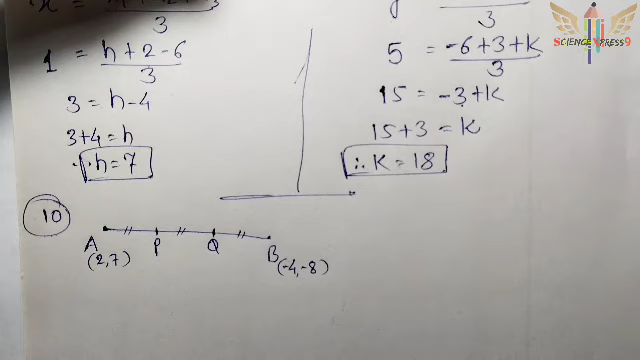 3
1 = h + 2 - 6
3
3 = h - 4
3+4 = h
∴ h = 7
3
5 = -6 + 3 + K
3
15 = -3 + K
15 + 3 = K
∴ K = 18
SCIENCE XPRESS9
10
A P Q B
(2,7) (-4,-8)